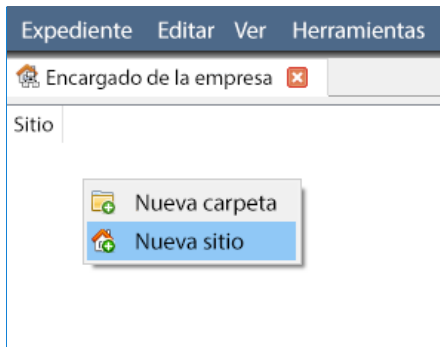 Expediente Editar Ver Herramientas
Encargado de la empresa
Sitio
Nueva carpeta
Nueva sitio